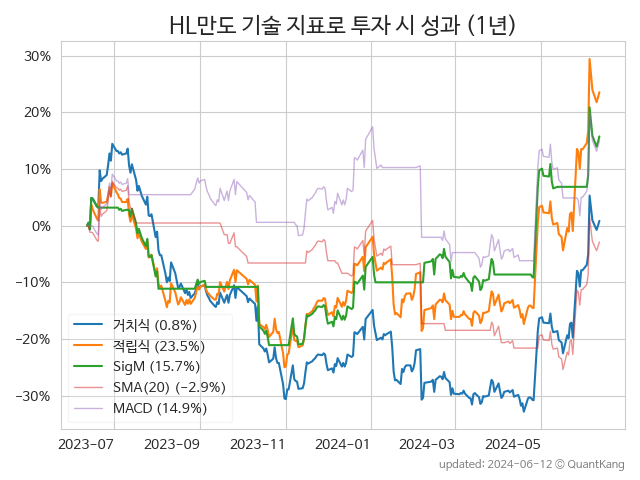 HL만도 기술 지표로 투자 시 성과 (1년)
30%
20%
10%
0%
−10%
−20%
−30%
거치식 (0.8%)
적립식 (23.5%)
SigM (15.7%)
SMA(20) (−2.9%)
MACD (14.9%)
2023-07 2023-09 2023-11 2024-01 2024-03 2024-05
updated: 2024-06-12 © QuantKang